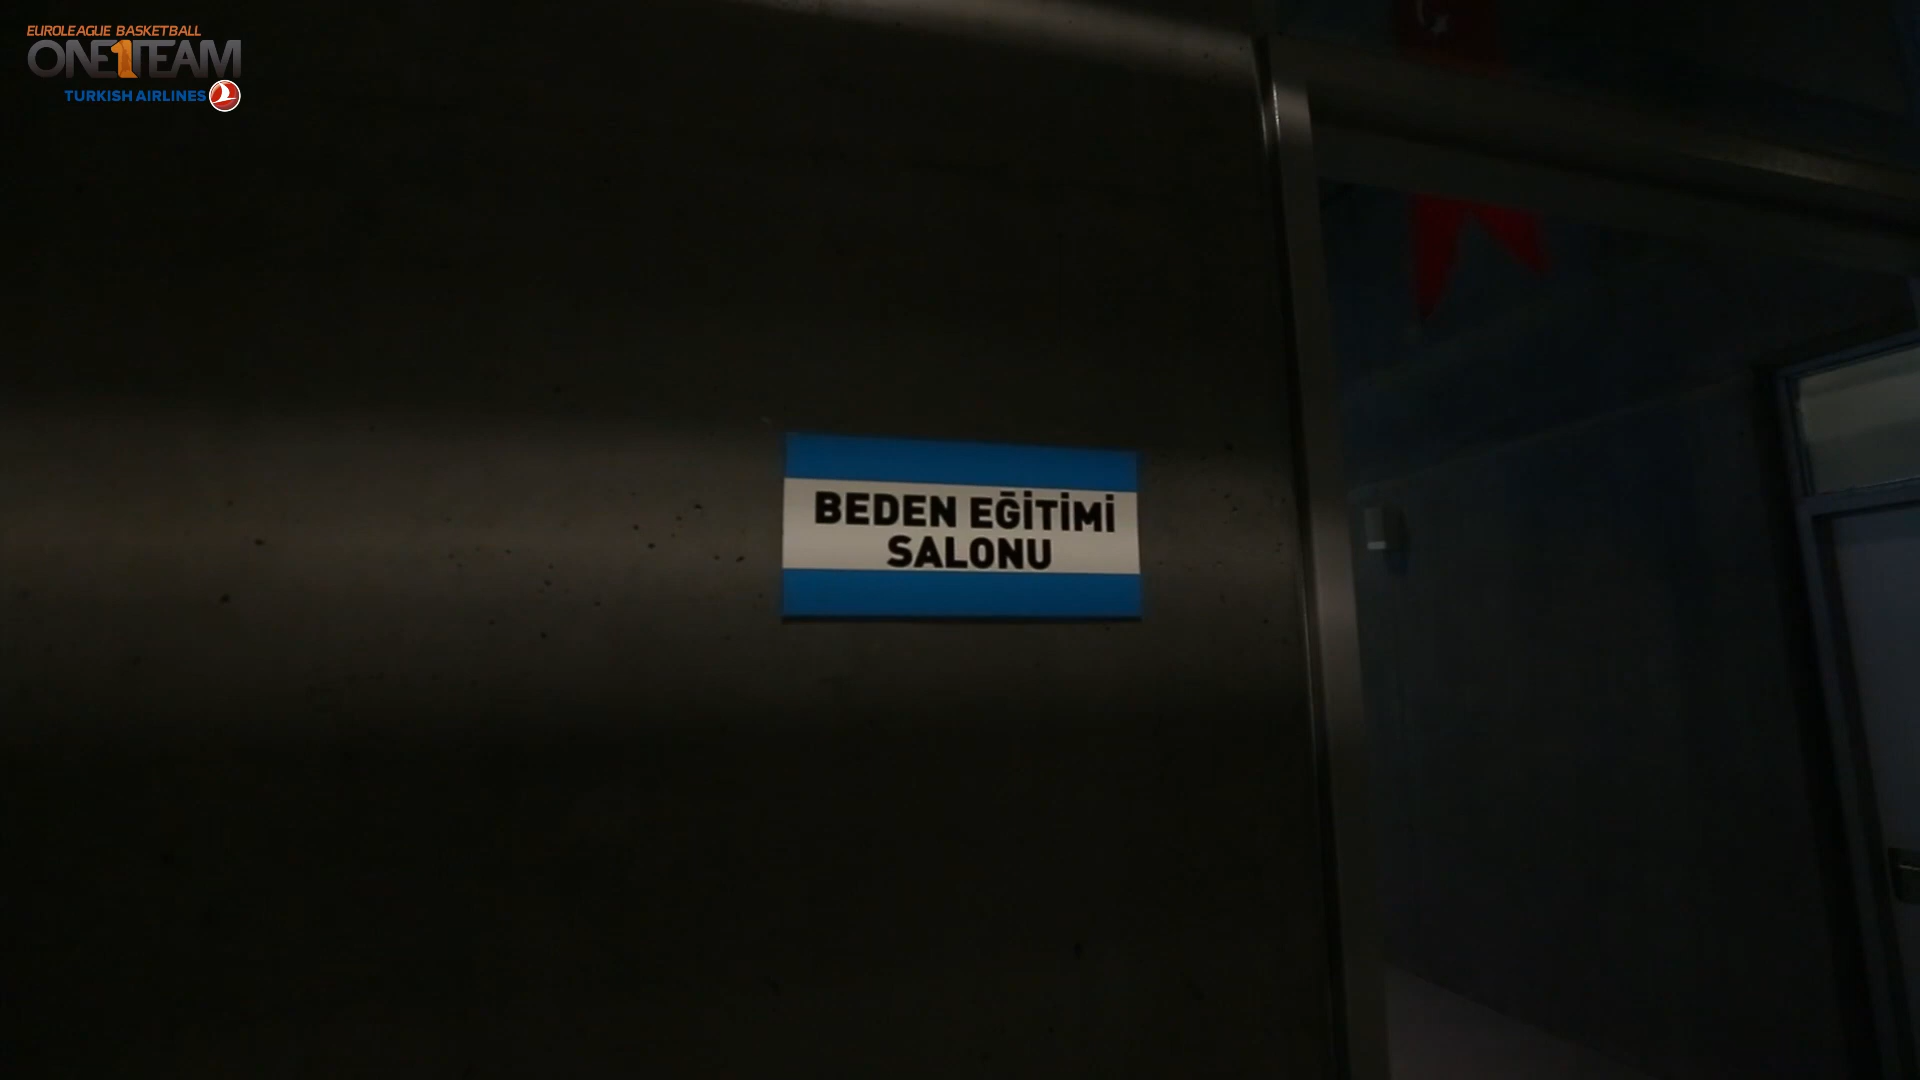 EUROLEAGUE BASKETBALL
ONE1TEAM
TURKISH AIRLINES
BEDEN EĞİTİMİ
SALONU